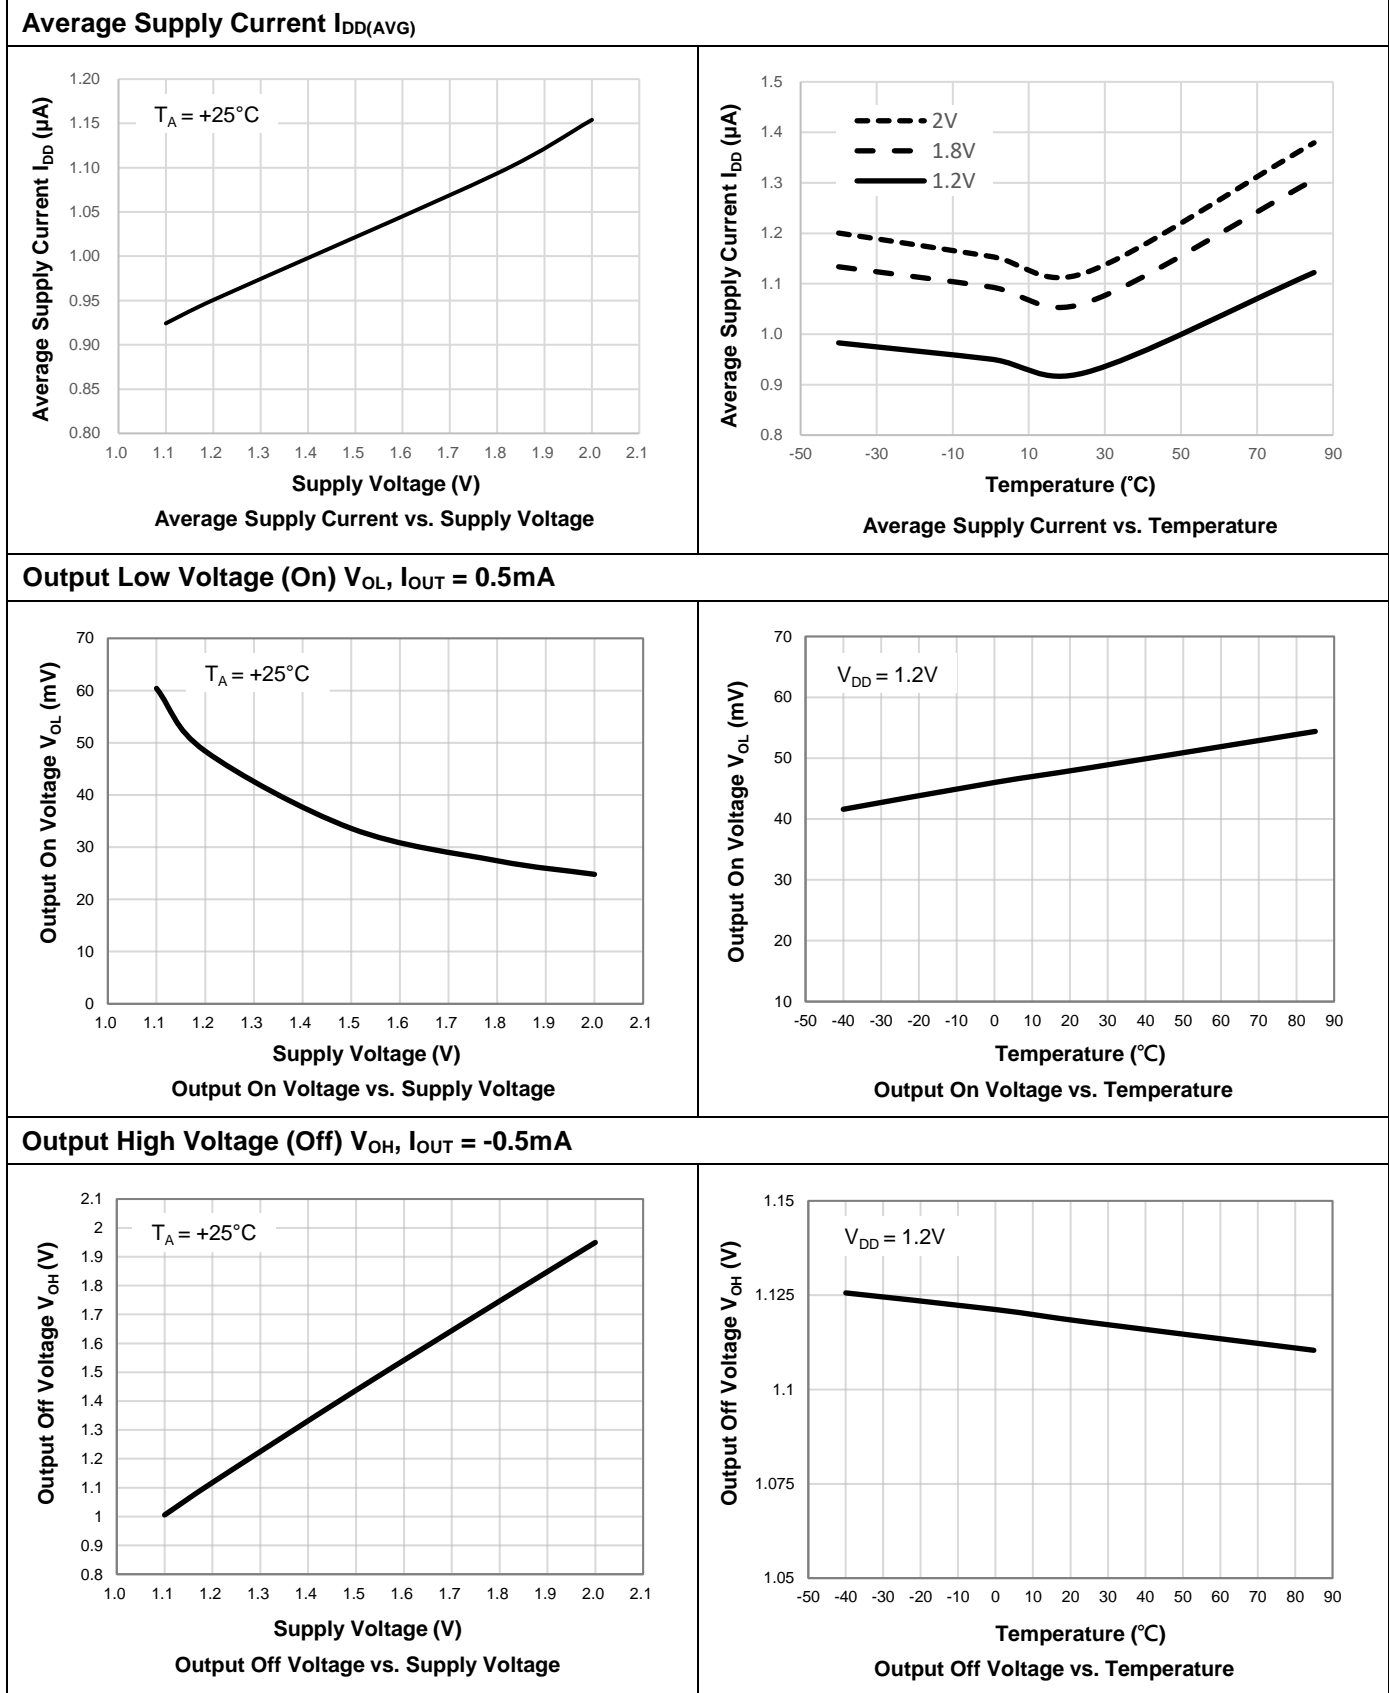 Average Supply Current IDD(AVG)
1.20
1.15
1.10
1.05
1.00
0.95
0.90
0.85
0.80
Average Supply Current IDD (µA)
TA = +25°C
1.0 1.1 1.2 1.3 1.4 1.5 1.6 1.7 1.8 1.9 2.0 2.1
Supply Voltage (V)
Average Supply Current vs. Supply Voltage
1.5
1.4
1.3
1.2
1.1
1.0
0.9
0.8
Average Supply Current IDD (µA)
2V
1.8V
1.2V
-50 -30 -10 10 30 50 70 90
Temperature (°C)
Average Supply Current vs. Temperature
Output Low Voltage (On) VOL, IOUT = 0.5mA
70
60
50
40
30
20
10
0
Output On Voltage VOL (mV)
TA = +25°C
1.0 1.1 1.2 1.3 1.4 1.5 1.6 1.7 1.8 1.9 2.0 2.1
Supply Voltage (V)
Output On Voltage vs. Supply Voltage
70
60
50
40
30
20
10
Output On Voltage VOL (mV)
VDD = 1.2V
-50 -40 -30 -20 -10 0 10 20 30 40 50 60 70 80 90
Temperature (℃)
Output On Voltage vs. Temperature
Output High Voltage (Off) VOH, IOUT = -0.5mA
2.1
2
1.9
1.8
1.7
1.6
1.5
1.4
1.3
1.2
1.1
1
0.9
0.8
Output Off Voltage VOH (V)
TA = +25°C
1.0 1.1 1.2 1.3 1.4 1.5 1.6 1.7 1.8 1.9 2.0 2.1
Supply Voltage (V)
Output Off Voltage vs. Supply Voltage
1.15
1.125
1.1
1.075
1.05
Output Off Voltage VOH (V)
VDD = 1.2V
-50 -40 -30 -20 -10 0 10 20 30 40 50 60 70 80 90
Temperature (℃)
Output Off Voltage vs. Temperature